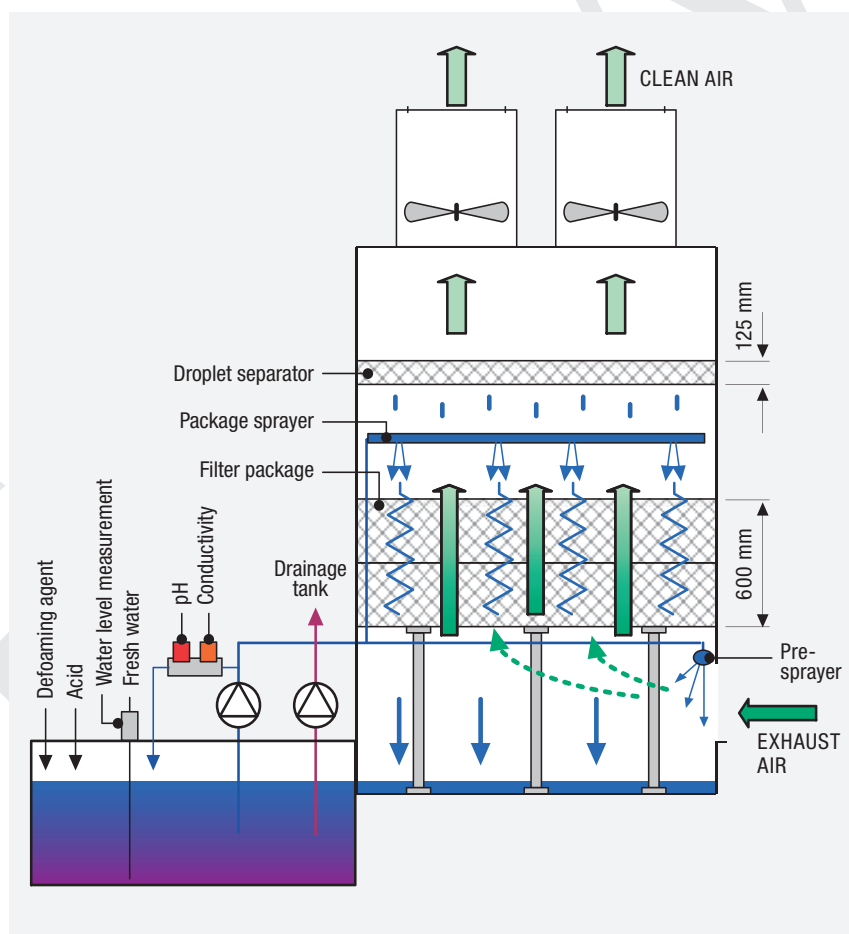 CLEAN AIR
125 mm
Droplet separator
Package sprayer
Filter package
600 mm
Drainage
tank
Defoaming agent
Acid
Water level measurement
Fresh water
pH
Conductivity
Pre-
sprayer
EXHAUST
AIR